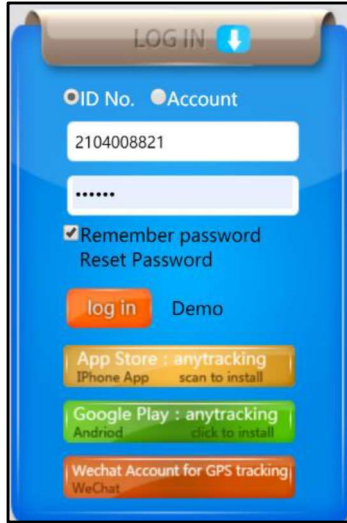 LOG IN
ID No. Account
2104008821
••••••
Remember password
Reset Password
log in Demo
App Store : anytracking
IPhone App scan to install
Google Play : anytracking
Andriod click to install
Wechat Account for GPS tracking
WeChat